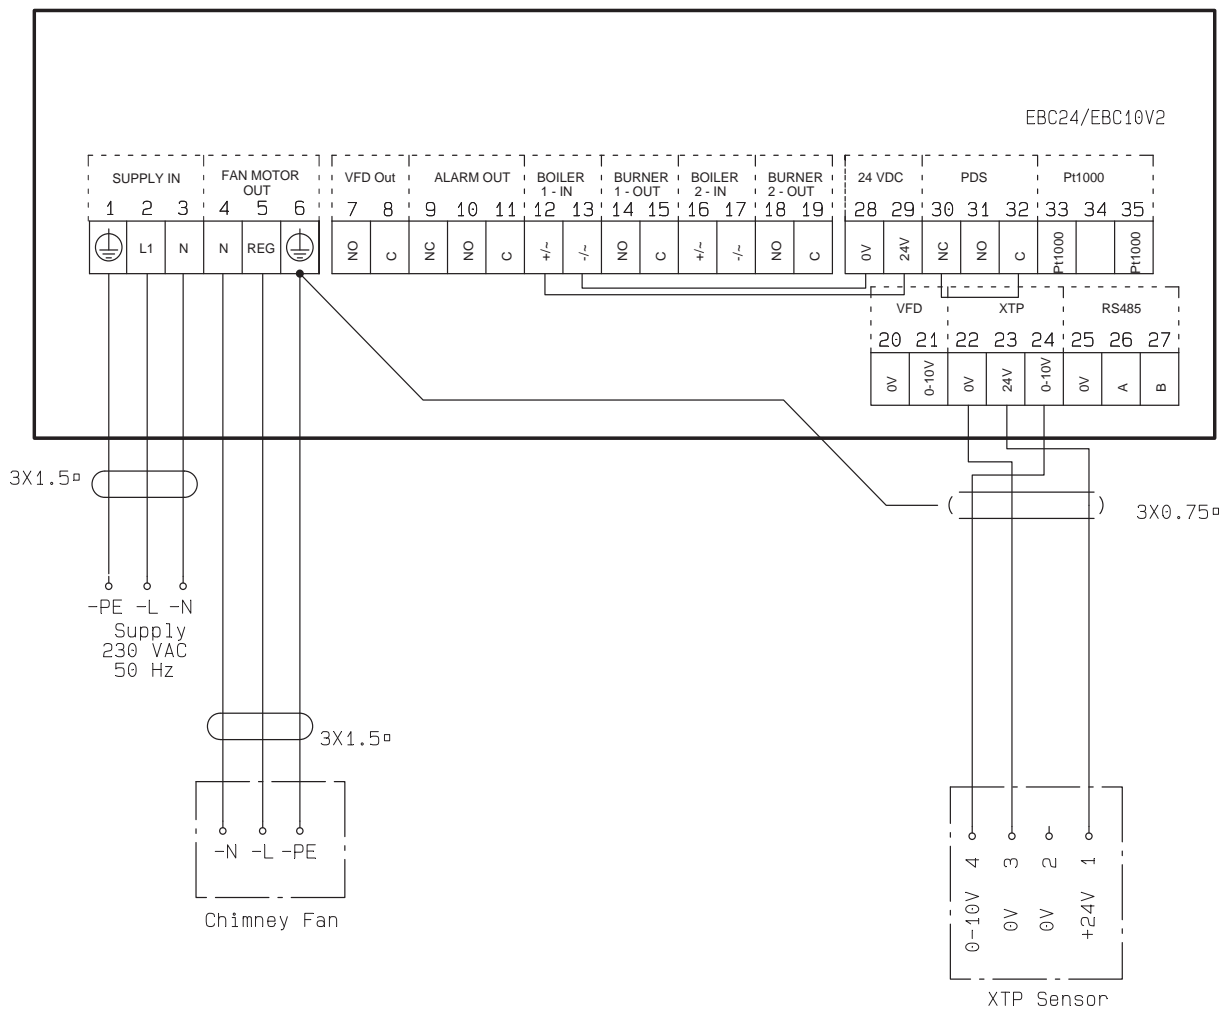 EBC24/EBC10V2
SUPPLY IN
FAN MOTOR
OUT
VFD Out
ALARM OUT
BOILER
1 - IN
BURNER
1 - OUT
BOILER
2 - IN
BURNER
2 - OUT
24 VDC
PDS
Pt1000
1 2 3 4 5 6 7 8 9 10 11 12 13 14 15 16 17 18 19 28 29 30 31 32 33 34 35
L1 N N REG NO C NC NO C +/~ -/~ NO C +/~ -/~ NO C 0V 24V NC NO C Pt1000 Pt1000
VFD
XTP
RS485
20 21 22 23 24 25 26 27
0V 0-10V 0V 24V 0-10V 0V A B
3X1.5▫
3X0.75▫
-PE -L -N
Supply
230 VAC
50 Hz
3X1.5▫
-N -L -PE
Chimney Fan
4 3 2 1
0-10V 0V 0V +24V
XTP Sensor